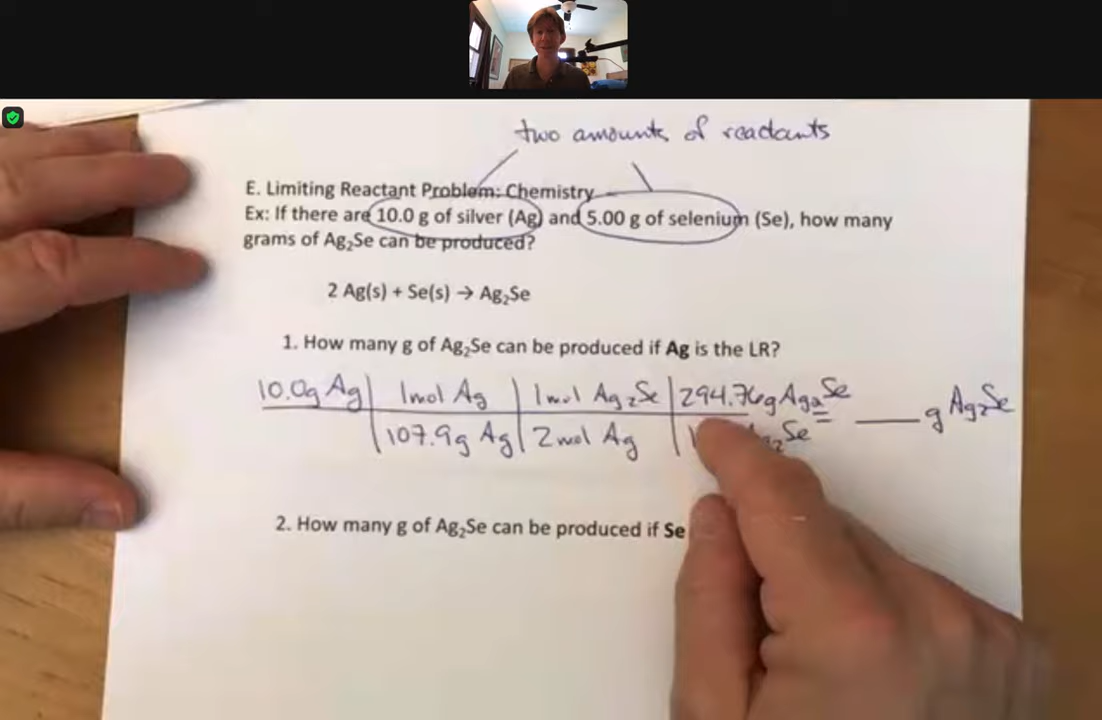 two amounts of reactants
E. Limiting Reactant Problem: Chemistry
Ex: If there are 10.0 g of silver (Ag) and 5.00 g of selenium (Se), how many
grams of Ag₂Se can be produced?
2 Ag(s) + Se(s) → Ag₂Se
1. How many g of Ag₂Se can be produced if Ag is the LR?
10.0g Ag | 1mol Ag | 1mol Ag₂Se | 294.76g Ag₂Se = ___ g Ag₂Se
107.9g Ag | 2mol Ag | 1 Ag₂Se
2. How many g of Ag₂Se can be produced if Se